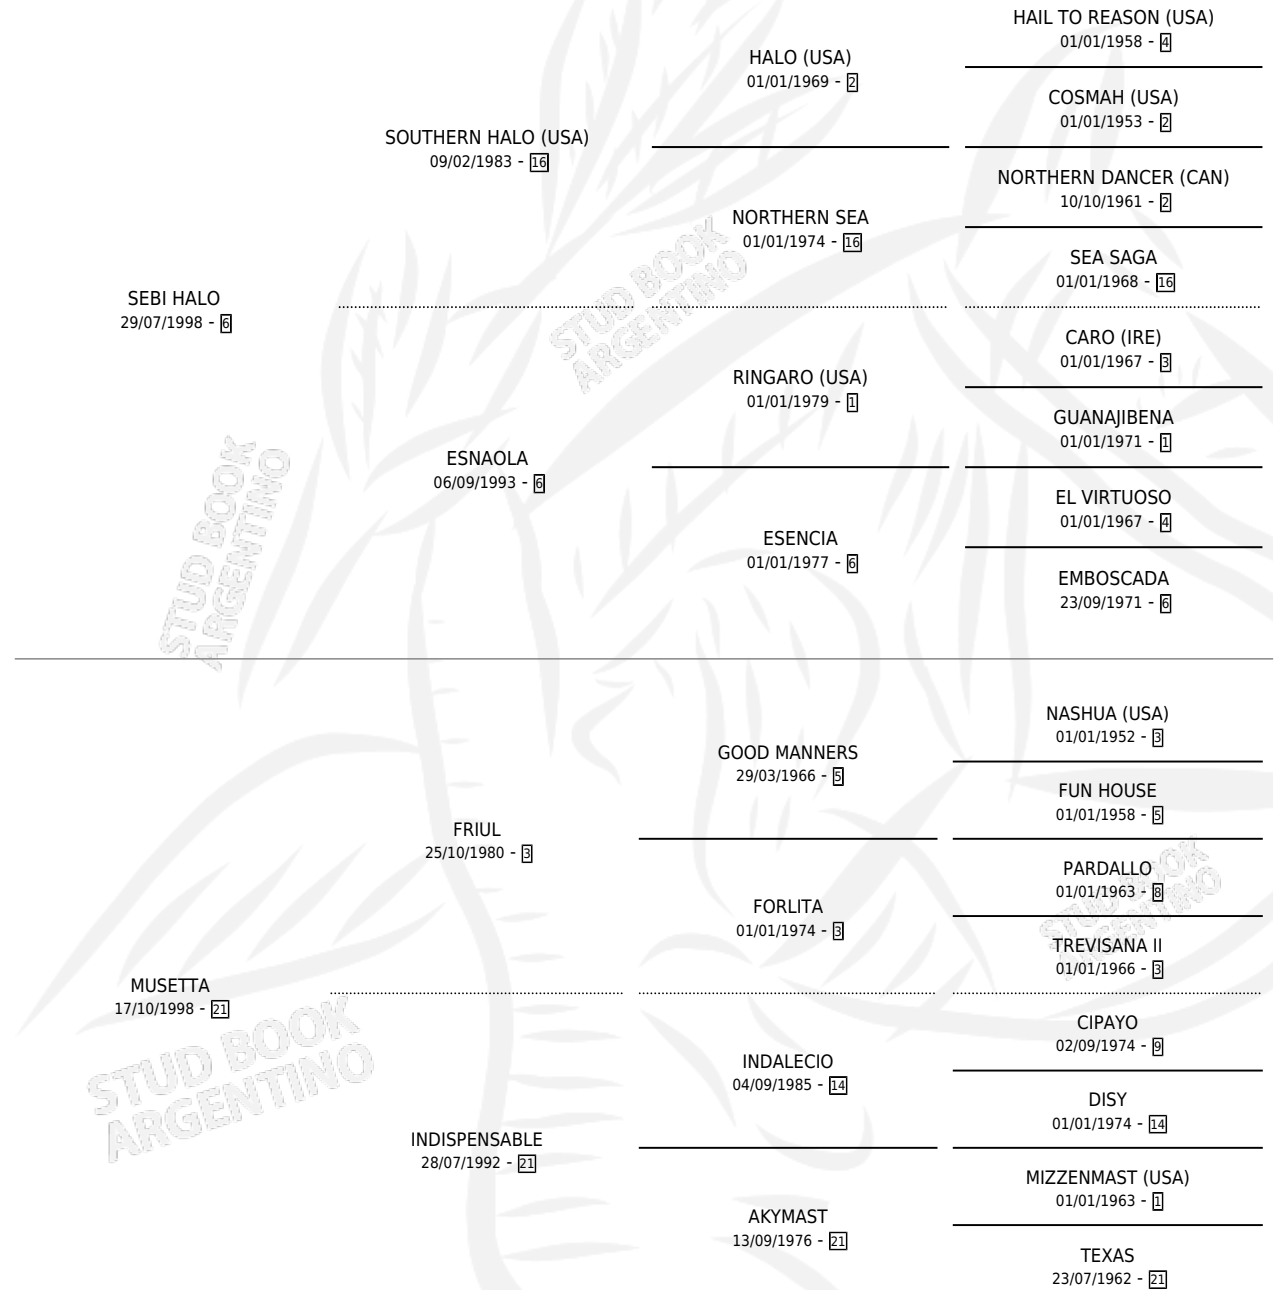 HAIL TO REASON (USA)
01/01/1958 - 4
HALO (USA)
01/01/1969 - 2
COSMAH (USA)
01/01/1953 - 2
SOUTHERN HALO (USA)
09/02/1983 - 16
NORTHERN DANCER (CAN)
10/10/1961 - 2
NORTHERN SEA
01/01/1974 - 16
SEA SAGA
01/01/1968 - 16
SEBI HALO
29/07/1998 - 6
CARO (IRE)
01/01/1967 - 3
RINGARO (USA)
01/01/1979 - 1
GUANAJIBENA
01/01/1971 - 1
ESNAOLA
06/09/1993 - 6
EL VIRTUOSO
01/01/1967 - 4
ESENCIA
01/01/1977 - 6
EMBOSCADA
23/09/1971 - 6
NASHUA (USA)
01/01/1952 - 3
GOOD MANNERS
29/03/1966 - 5
FUN HOUSE
01/01/1958 - 5
FRIUL
25/10/1980 - 3
PARDALLO
01/01/1963 - 8
FORLITA
01/01/1974 - 3
TREVISANA II
01/01/1966 - 3
MUSETTA
17/10/1998 - 21
CIPAYO
02/09/1974 - 9
INDALECIO
04/09/1985 - 14
DISY
01/01/1974 - 14
INDISPENSABLE
28/07/1992 - 21
MIZZENMAST (USA)
01/01/1963 - 1
AKYMAST
13/09/1976 - 21
TEXAS
23/07/1962 - 21
STUD BOOK
ARGENTINO
STUD BOOK
ARGENTINO
STUD BOOK
ARGENTINO
STUD BOOK
ARGENTINO